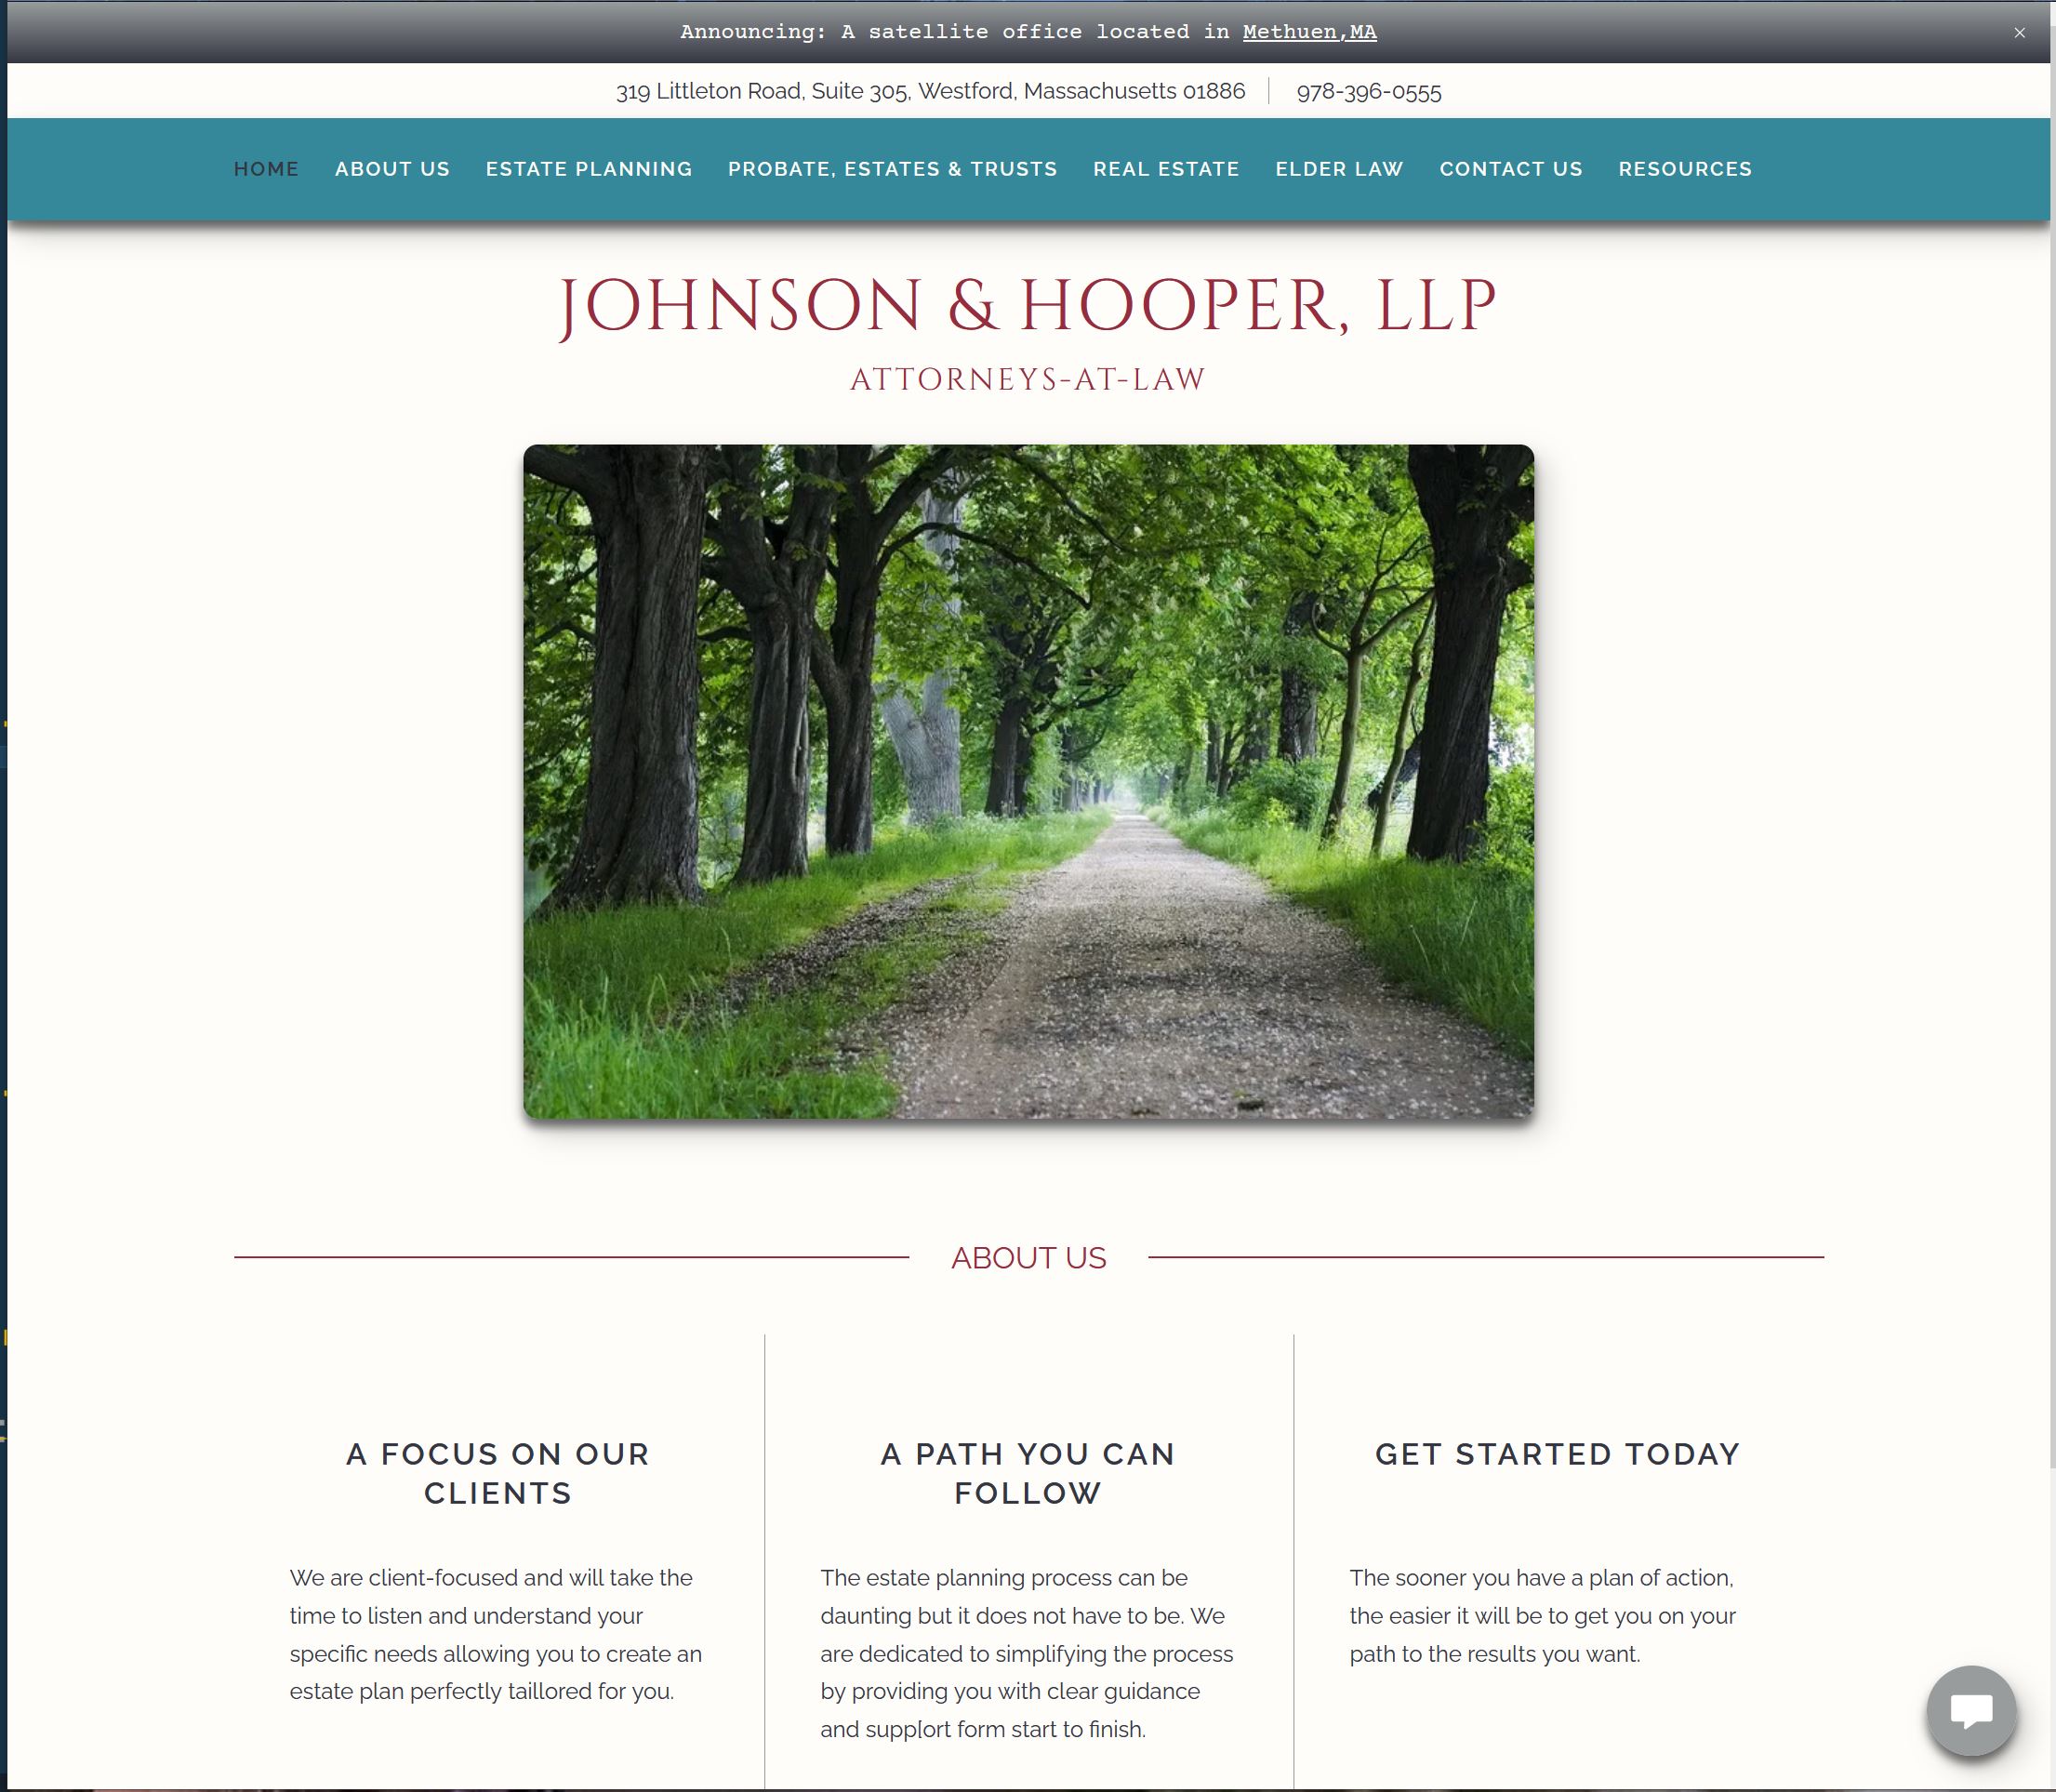 Announcing: A satellite office located in Methuen,MA
×
319 Littleton Road, Suite 305, Westford, Massachusetts 01886
978-396-0555
HOME ABOUT US ESTATE PLANNING PROBATE, ESTATES & TRUSTS REAL ESTATE ELDER LAW CONTACT US RESOURCES
JOHNSON & HOOPER, LLP
ATTORNEYS-AT-LAW
ABOUT US
A FOCUS ON OUR
CLIENTS
We are client-focused and will take the
time to listen and understand your
specific needs allowing you to create an
estate plan perfectly taillored for you.
A PATH YOU CAN
FOLLOW
The estate planning process can be
daunting but it does not have to be. We
are dedicated to simplifying the process
by providing you with clear guidance
and supp[ort form start to finish.
GET STARTED TODAY
The sooner you have a plan of action,
the easier it will be to get you on your
path to the results you want.